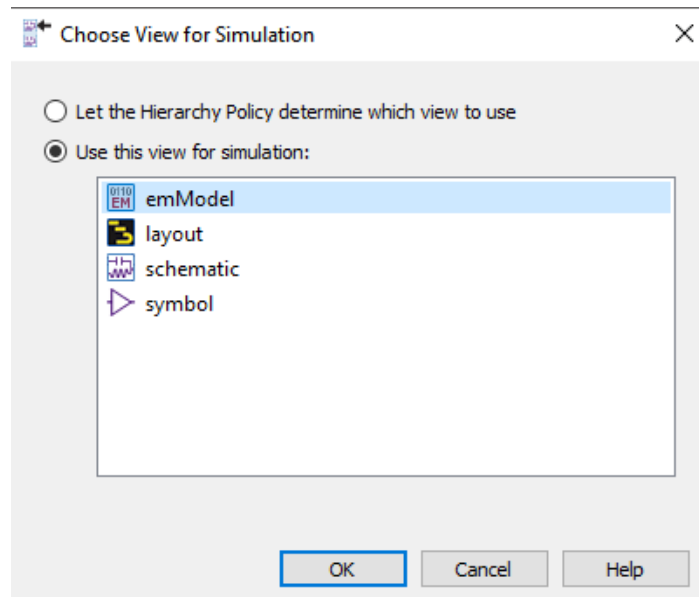 Choose View for Simulation
Let the Hierarchy Policy determine which view to use
Use this view for simulation:
0110
EM
emModel
layout
schematic
symbol
OK
Cancel
Help